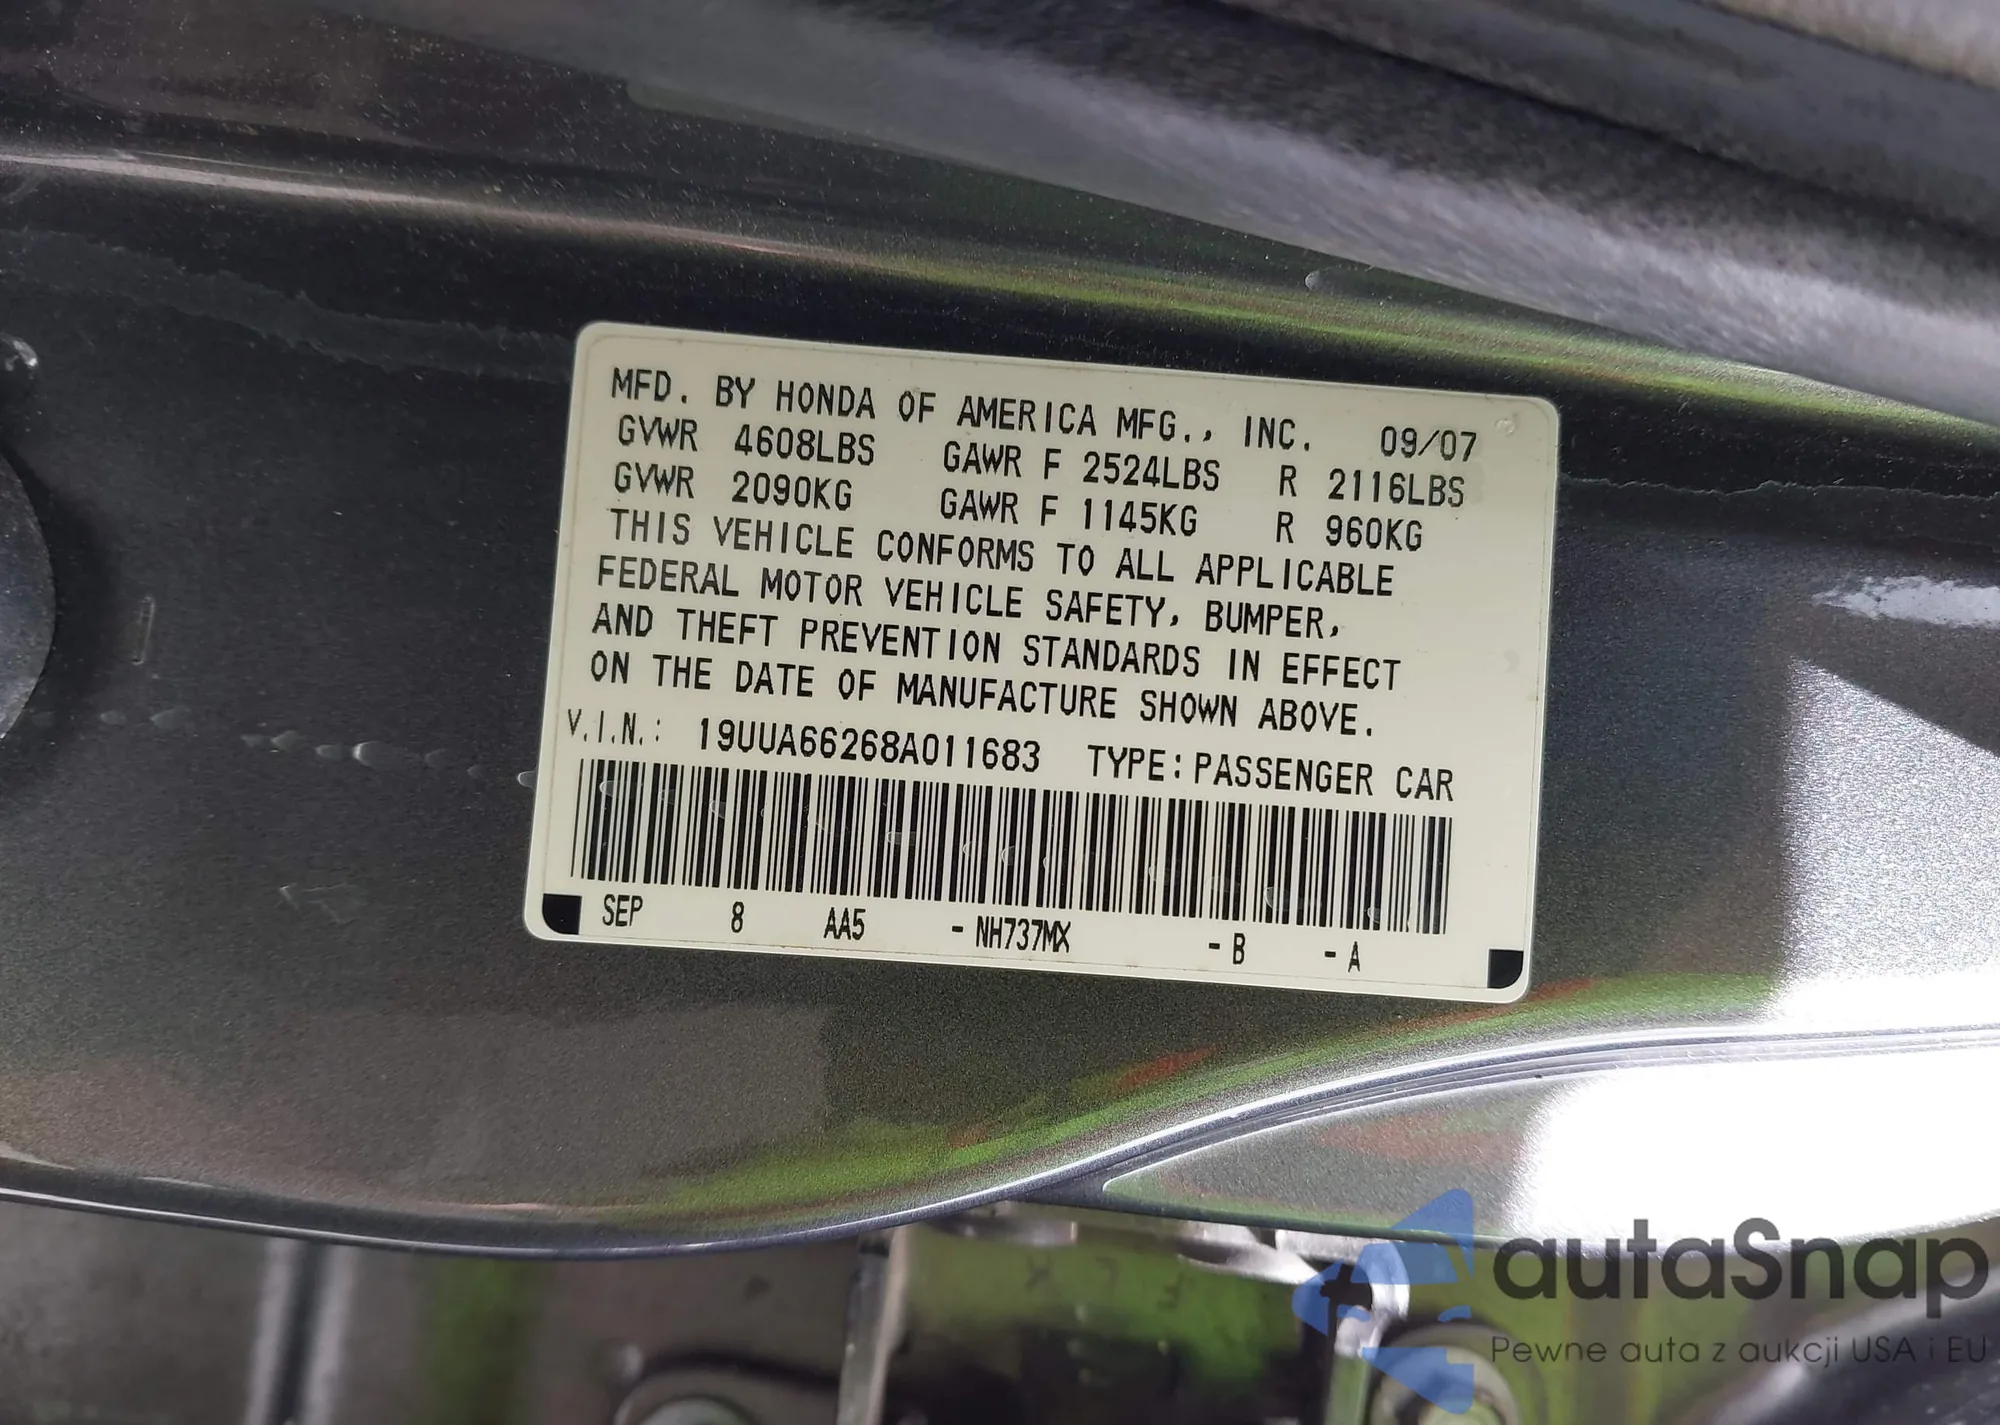 MFD. BY HONDA OF AMERICA MFG., INC. 09/07
GVWR 4608LBS GAWR F 2524LBS R 2116LBS
GVWR 2090KG GAWR F 1145KG R 960KG
THIS VEHICLE CONFORMS TO ALL APPLICABLE
FEDERAL MOTOR VEHICLE SAFETY, BUMPER,
AND THEFT PREVENTION STANDARDS IN EFFECT
ON THE DATE OF MANUFACTURE SHOWN ABOVE.
V.I.N.: 19UUA66268A011683 TYPE:PASSENGER CAR
SEP 8 AA5 -NH737MX -B -A
autaSnap
Pewne auta z aukcji USA i EU